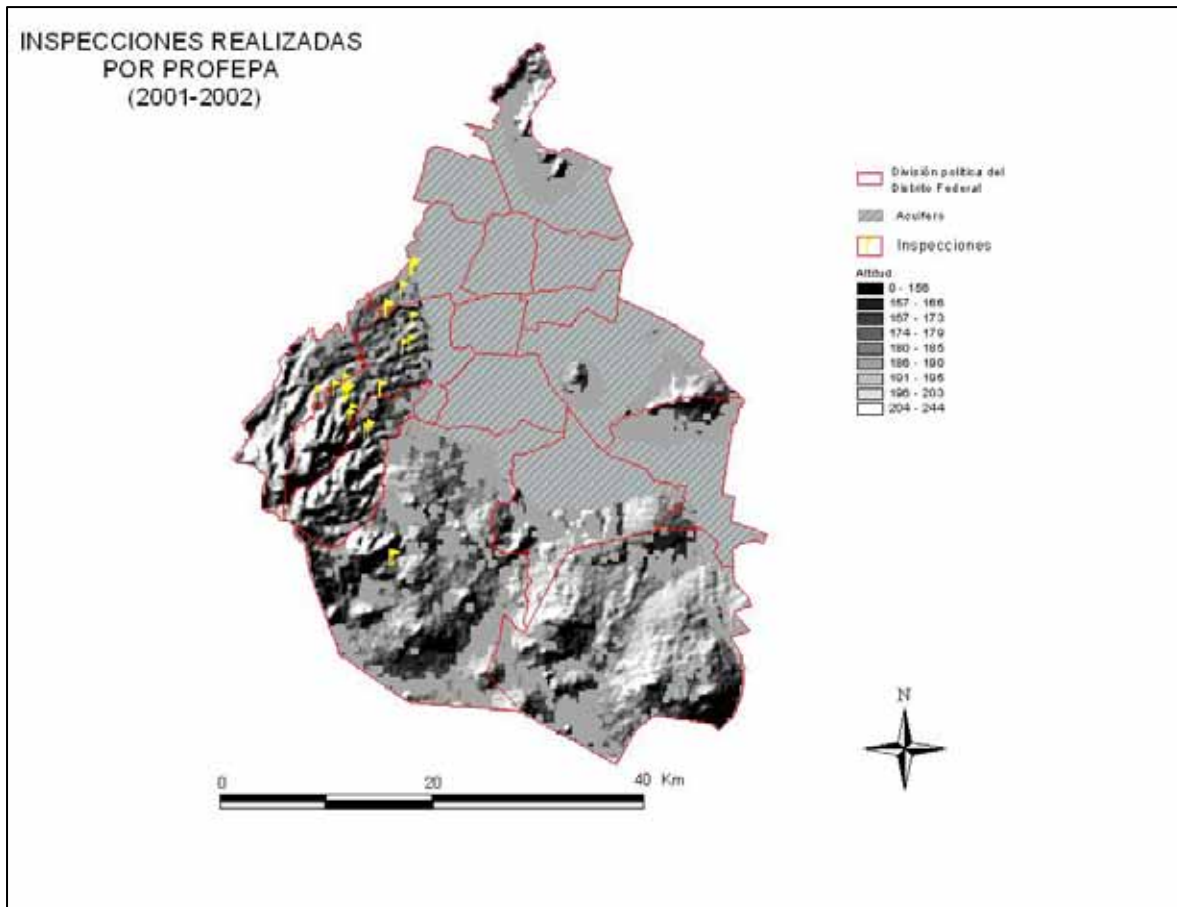 INSPECCIONES REALIZADAS
POR PROFEPA
(2001-2002)
División política del
Distrito Federal
Acuífero
Inspecciones
Altitud
0 - 156
157 - 166
167 - 173
174 - 179
180 - 185
186 - 190
191 - 195
196 - 203
204 - 244
N
0 20 40 Km